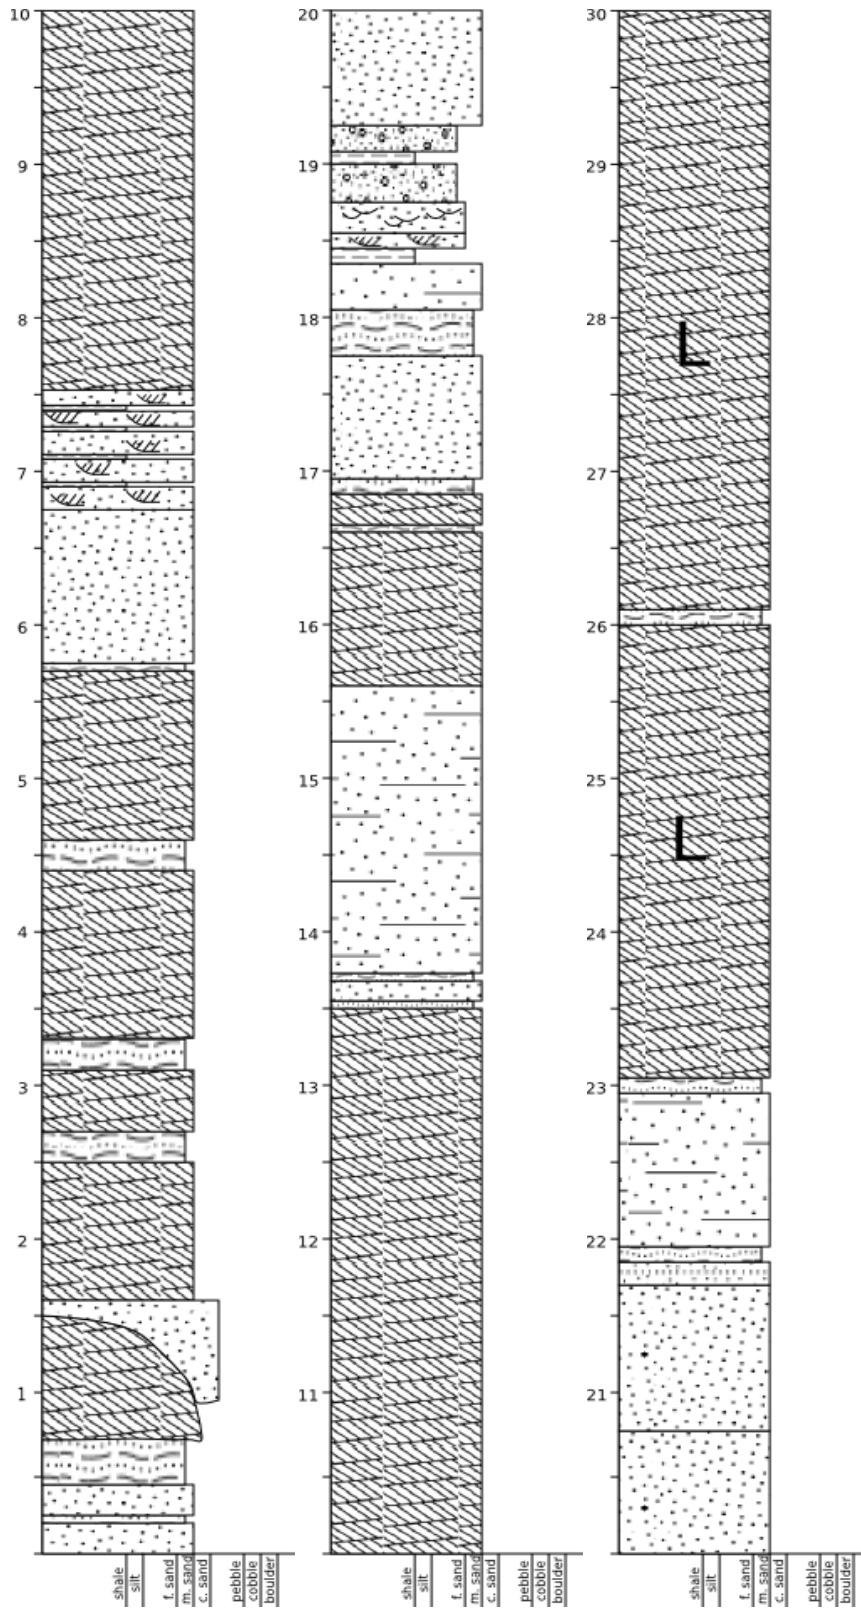 10
9
8
7
6
5
4
3
2
1
shale
silt
f. sand
m. sand
c. sand
pebble
cobble
boulder
20
19
18
17
16
15
14
13
12
11
shale
silt
f. sand
m. sand
c. sand
pebble
cobble
boulder
30
29
28
L
27
26
25
L
24
23
22
21
shale
silt
f. sand
m. sand
c. sand
pebble
cobble
boulder